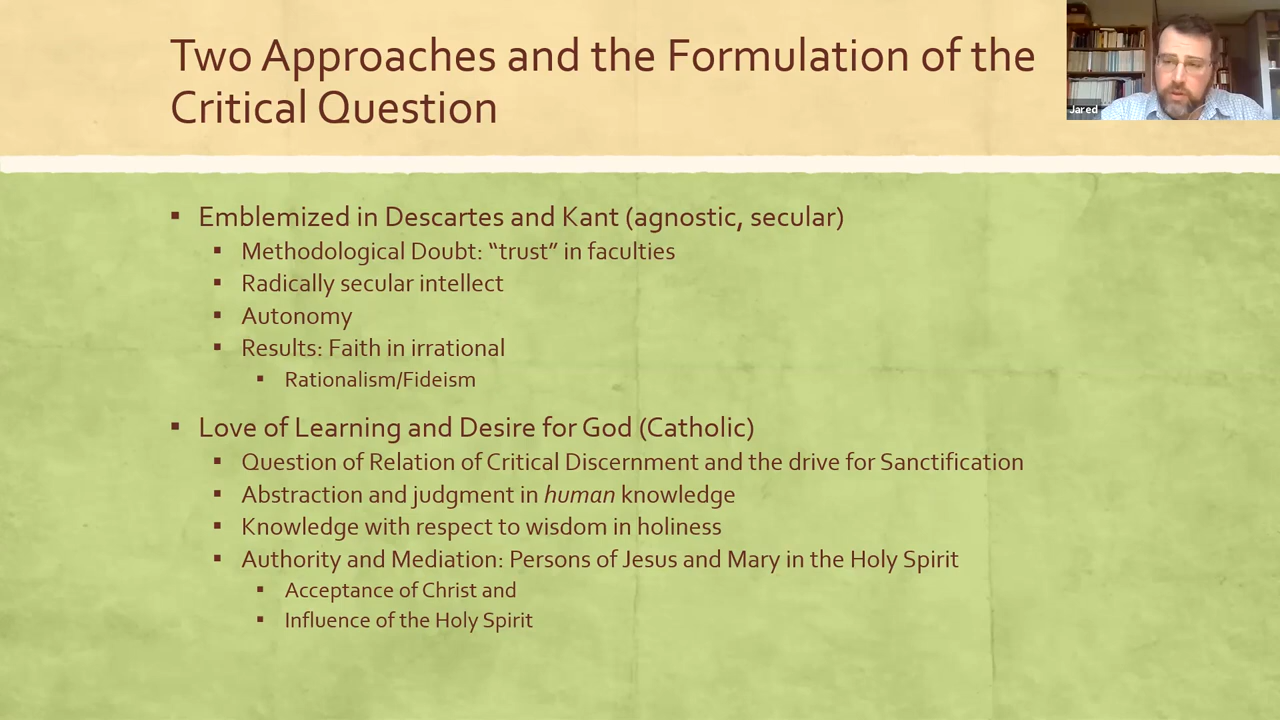 Two Approaches and the Formulation of the
Critical Question
Jared
▪ Emblemized in Descartes and Kant (agnostic, secular)
▪ Methodological Doubt: “trust” in faculties
▪ Radically secular intellect
▪ Autonomy
▪ Results: Faith in irrational
▪ Rationalism/Fideism
▪ Love of Learning and Desire for God (Catholic)
▪ Question of Relation of Critical Discernment and the drive for Sanctification
▪ Abstraction and judgment in human knowledge
▪ Knowledge with respect to wisdom in holiness
▪ Authority and Mediation: Persons of Jesus and Mary in the Holy Spirit
▪ Acceptance of Christ and
▪ Influence of the Holy Spirit